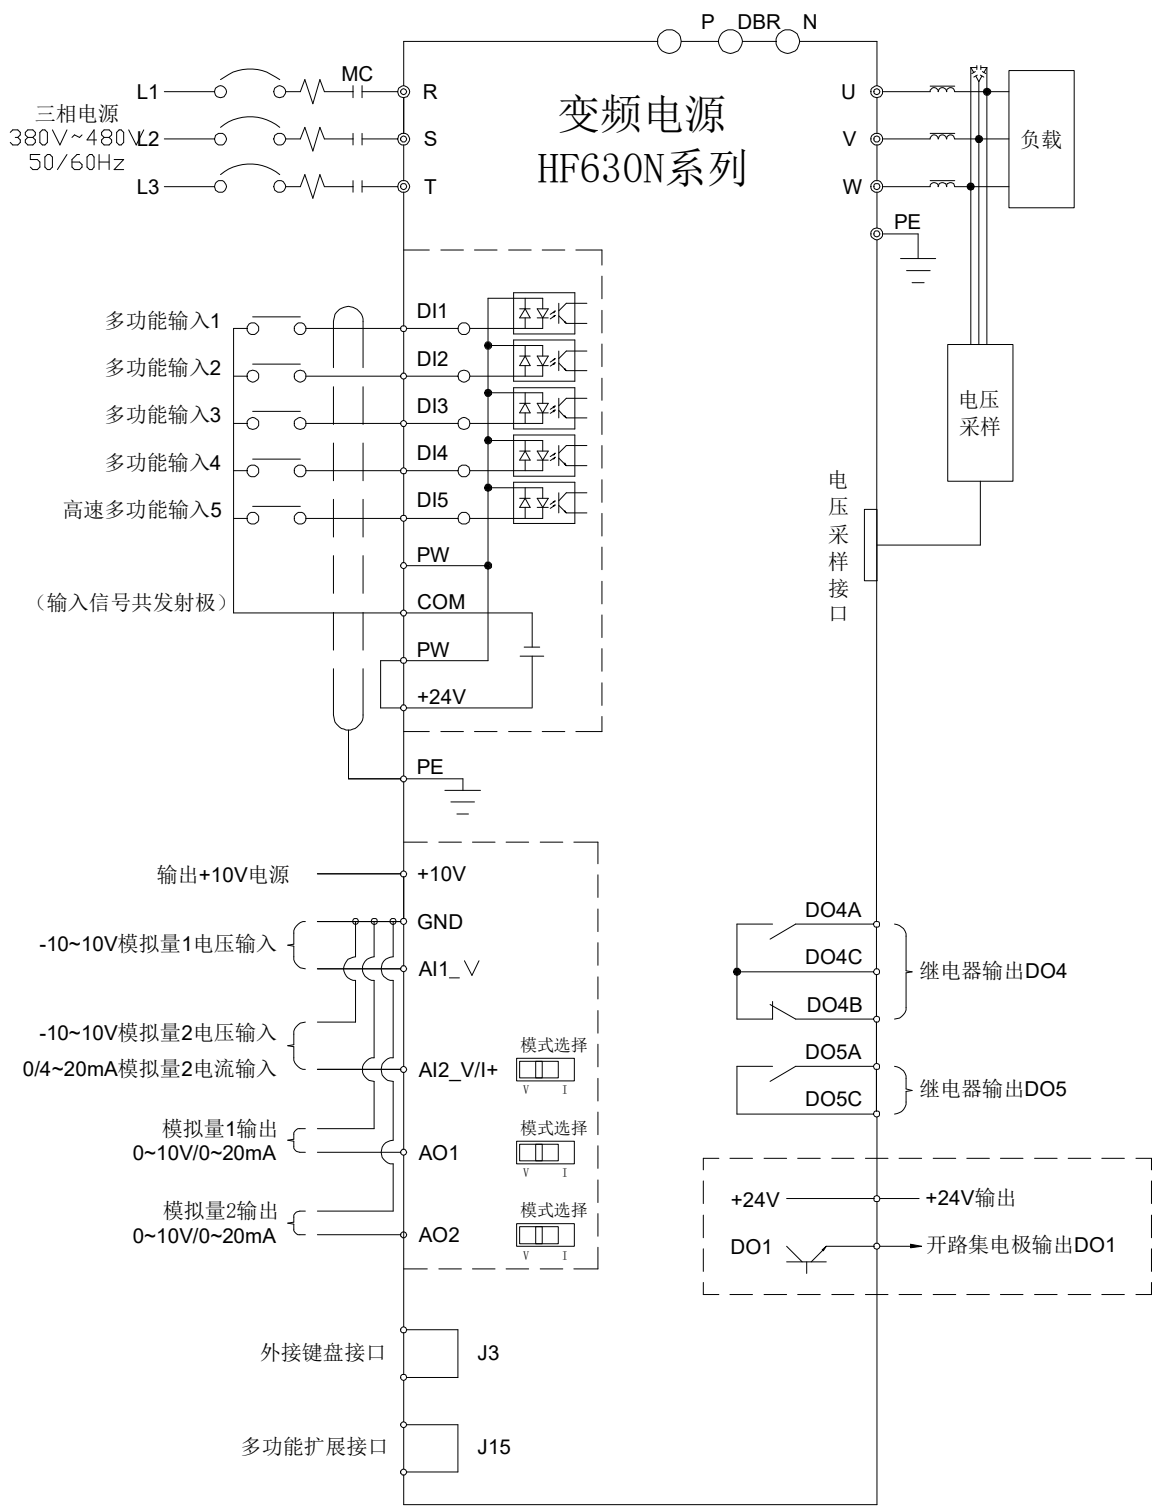 P DBR N
L1
MC
R
三相电源
380V~480V
50/60Hz
L2
S
L3
T
变频电源
HF630N系列
U
V
W
PE
负载
多功能输入1
DI1
多功能输入2
DI2
多功能输入3
DI3
多功能输入4
DI4
高速多功能输入5
DI5
PW
（输入信号共发射极）
COM
PW
+24V
PE
电压
采样
电压采样接口
输出+10V电源
+10V
GND
-10~10V模拟量1电压输入
AI1_V
-10~10V模拟量2电压输入
0/4~20mA模拟量2电流输入
AI2_V/I+
模式选择
V I
模拟量1输出
0~10V/0~20mA
AO1
模式选择
V I
模拟量2输出
0~10V/0~20mA
AO2
模式选择
V I
DO4A
DO4C
DO4B
继电器输出DO4
DO5A
DO5C
继电器输出DO5
+24V
+24V输出
DO1
开路集电极输出DO1
外接键盘接口
J3
多功能扩展接口
J15